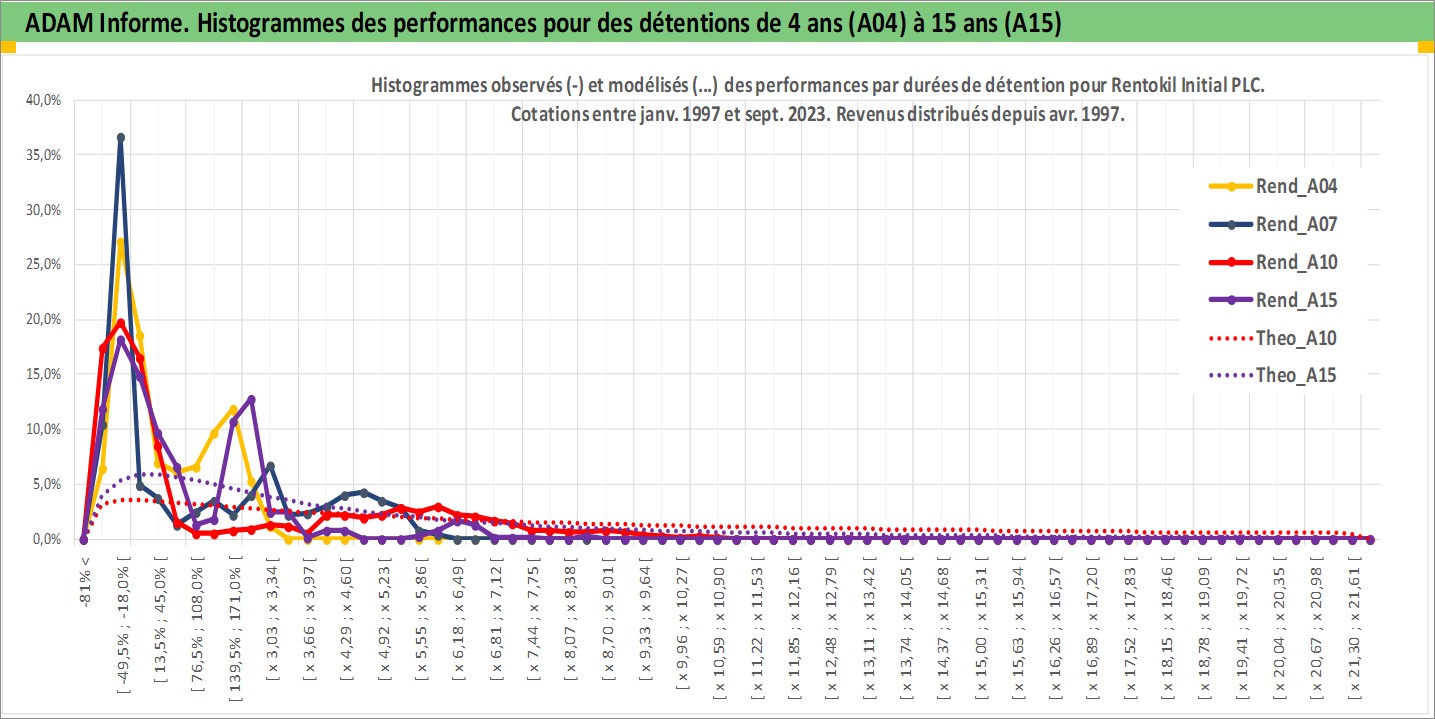 ADAM Informe. Histogrammes des performances pour des détentions de 4 ans (A04) à 15 ans (A15)
Histogrammes observés (-) et modélisés (...) des performances par durées de détention pour Rentokil Initial PLC.
Cotations entre janv. 1997 et sept. 2023. Revenus distribués depuis avr. 1997.
40,0%
35,0%
30,0%
25,0%
20,0%
15,0%
10,0%
5,0%
0,0%
Rend_A04
Rend_A07
Rend_A10
Rend_A15
Theo_A10
Theo_A15
-81% <
[ -49,5% ; -18,0% [
[ 13,5% ; 45,0% [
[ 76,5% ; 108,0% [
[ 139,5% ; 171,0% [
[ x 3,03 ; x 3,34 [
[ x 3,66 ; x 3,97 [
[ x 4,29 ; x 4,60 [
[ x 4,92 ; x 5,23 [
[ x 5,55 ; x 5,86 [
[ x 6,18 ; x 6,49 [
[ x 6,81 ; x 7,12 [
[ x 7,44 ; x 7,75 [
[ x 8,07 ; x 8,38 [
[ x 8,70 ; x 9,01 [
[ x 9,33 ; x 9,64 [
[ x 9,96 ; x 10,27 [
[ x 10,59 ; x 10,90 [
[ x 11,22 ; x 11,53 [
[ x 11,85 ; x 12,16 [
[ x 12,48 ; x 12,79 [
[ x 13,11 ; x 13,42 [
[ x 13,74 ; x 14,05 [
[ x 14,37 ; x 14,68 [
[ x 15,00 ; x 15,31 [
[ x 15,63 ; x 15,94 [
[ x 16,26 ; x 16,57 [
[ x 16,89 ; x 17,20 [
[ x 17,52 ; x 17,83 [
[ x 18,15 ; x 18,46 [
[ x 18,78 ; x 19,09 [
[ x 19,41 ; x 19,72 [
[ x 20,04 ; x 20,35 [
[ x 20,67 ; x 20,98 [
[ x 21,30 ; x 21,61 [